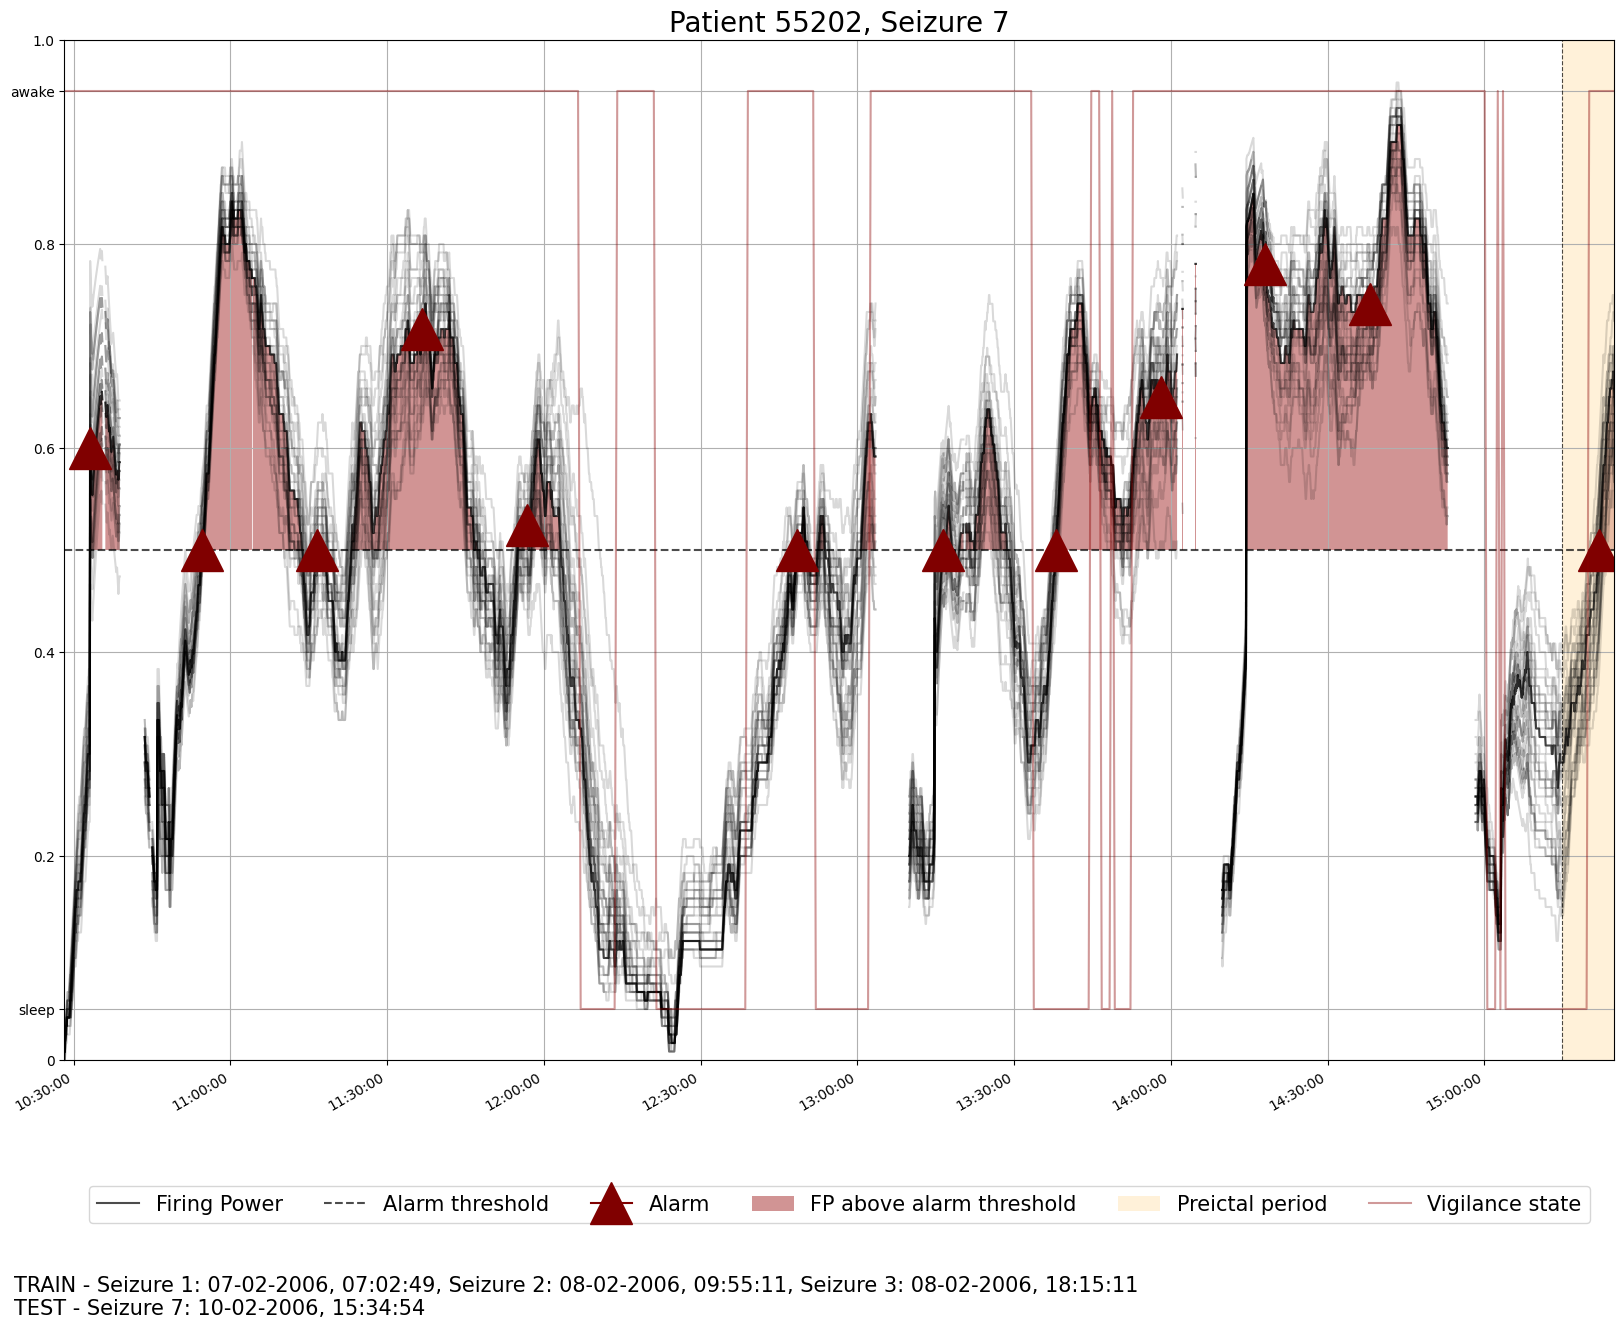 Patient 55202, Seizure 7
1.0
awake
0.8
0.6
0.4
0.2
sleep
0
10:30:00
11:00:00
11:30:00
12:00:00
12:30:00
13:00:00
13:30:00
14:00:00
14:30:00
15:00:00
Firing Power
Alarm threshold
Alarm
FP above alarm threshold
Preictal period
Vigilance state
TRAIN - Seizure 1: 07-02-2006, 07:02:49, Seizure 2: 08-02-2006, 09:55:11, Seizure 3: 08-02-2006, 18:15:11
TEST - Seizure 7: 10-02-2006, 15:34:54